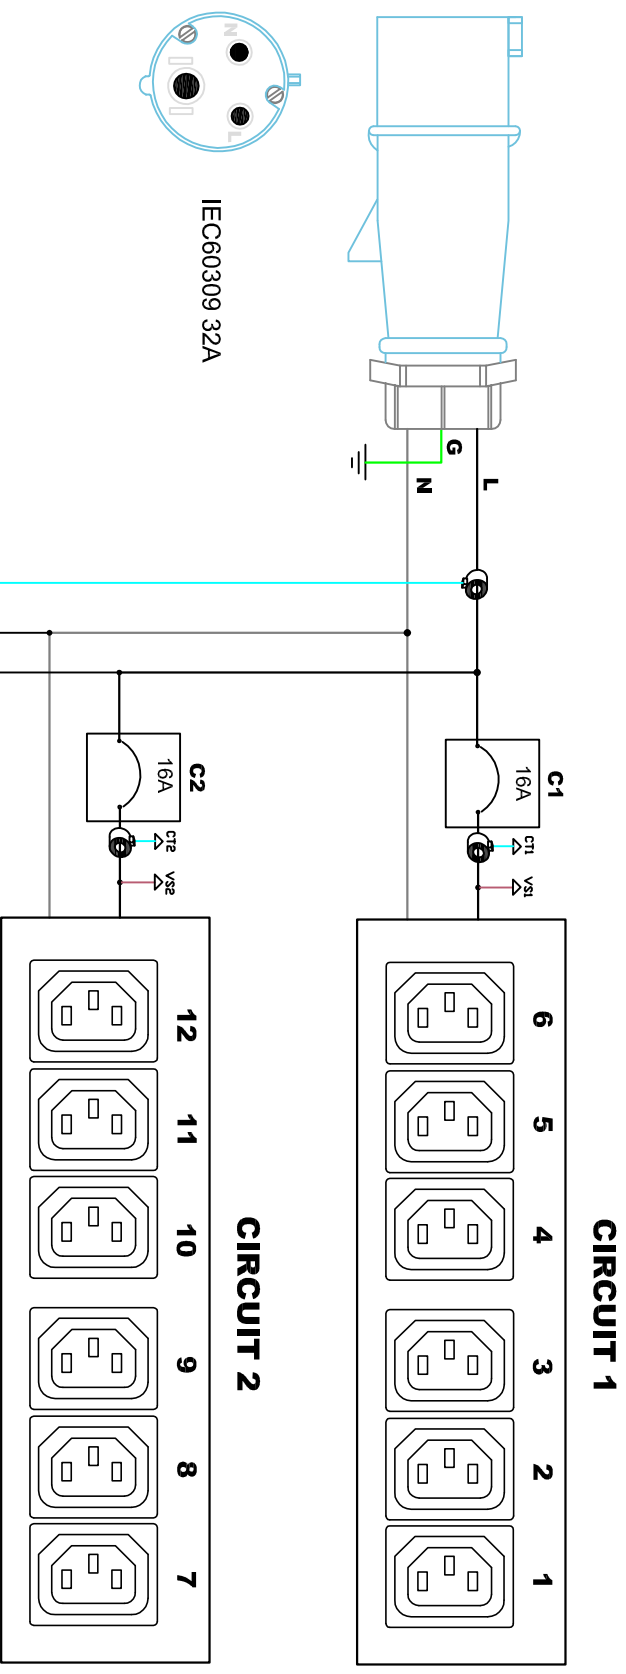 N
L
IEC60309 32A
G
N
L
C1
16A
CT1
VS1
C2
16A
CT2
VS2
CIRCUIT 1
6
5
4
3
2
1
CIRCUIT 2
12
11
10
9
8
7